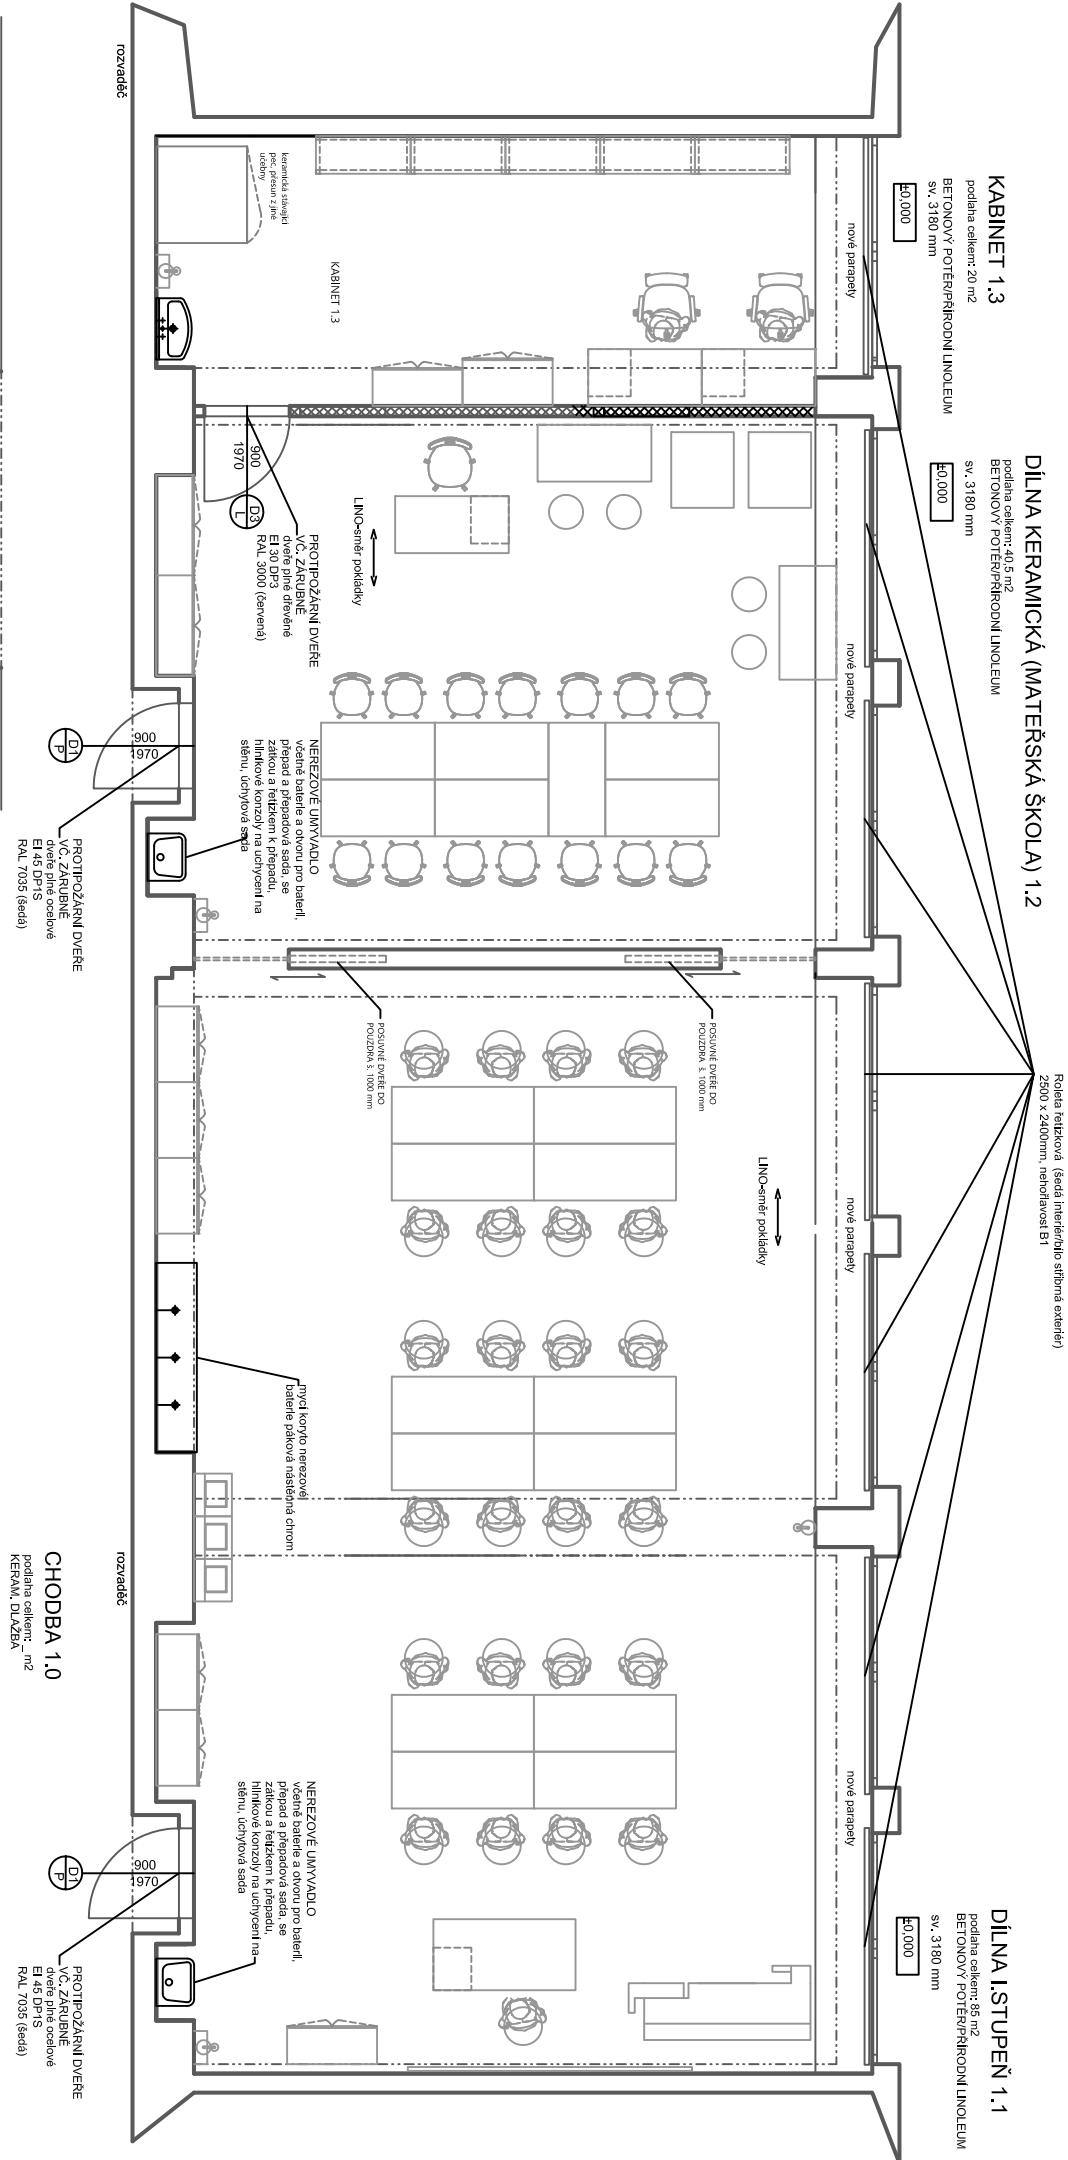 Roleta řetízková  (šedá interiér/bílo stříbrná exteriér)
2500 x 2400mm, nehořlavost B1
KABINET 1.3
podlaha celkem: 20 m2
BETONOVÝ POTĚR/PŘÍRODNÍ LINOLEUM
sv. 3180 mm
±0,000
DÍLNA KERAMICKÁ (MATEŘSKÁ ŠKOLA) 1.2
podlaha celkem: 40,5 m2
BETONOVÝ POTĚR/PŘÍRODNÍ LINOLEUM
sv. 3180 mm
±0,000
DÍLNA I.STUPEŇ 1.1
podlaha celkem: 85 m2
BETONOVÝ POTĚR/PŘÍRODNÍ LINOLEUM
sv. 3180 mm
±0,000
nové parapety
nové parapety
nové parapety
nové parapety
LINO-směr pokládky
POSUVNÉ DVEŘE DO
POUZDRA š. 1000 mm
KABINET 1.3
LINO-směr pokládky
POSUVNÉ DVEŘE DO
POUZDRA š. 1000 mm
keramická stávající
pec, přesun z jiné
učebny
PROTIPOŽÁRNÍ DVEŘE
VČ. ZÁRUBNĚ
dveře plné dřevěné
EI 30 DP3
RAL 3000 (červená)
900
1970
D3
L
NEREZOVÉ UMYVADLO
včetně baterie a otvoru pro baterii,
přepad a přepadová sada, se
zátkou a řetízkem k přepadu,
hliníkové konzoly na uchycení na
stěnu, úchytová sada
mycí koryto nerezové
baterie páková nástěnná chrom
NEREZOVÉ UMYVADLO
včetně baterie a otvoru pro baterii,
přepad a přepadová sada, se
zátkou a řetízkem k přepadu,
hliníkové konzoly na uchycení na
stěnu, úchytová sada
rozvaděč
900
1970
D1
P
PROTIPOŽÁRNÍ DVEŘE
VČ. ZÁRUBNĚ
dveře plné ocelové
EI 45 DP1S
RAL 7035 (šedá)
rozvaděč
CHODBA 1.0
podlaha celkem: _ m2
KERAM. DLAŽBA
900
1970
D1
P
PROTIPOŽÁRNÍ DVEŘE
VČ. ZÁRUBNĚ
dveře plné ocelové
EI 45 DP1S
RAL 7035 (šedá)